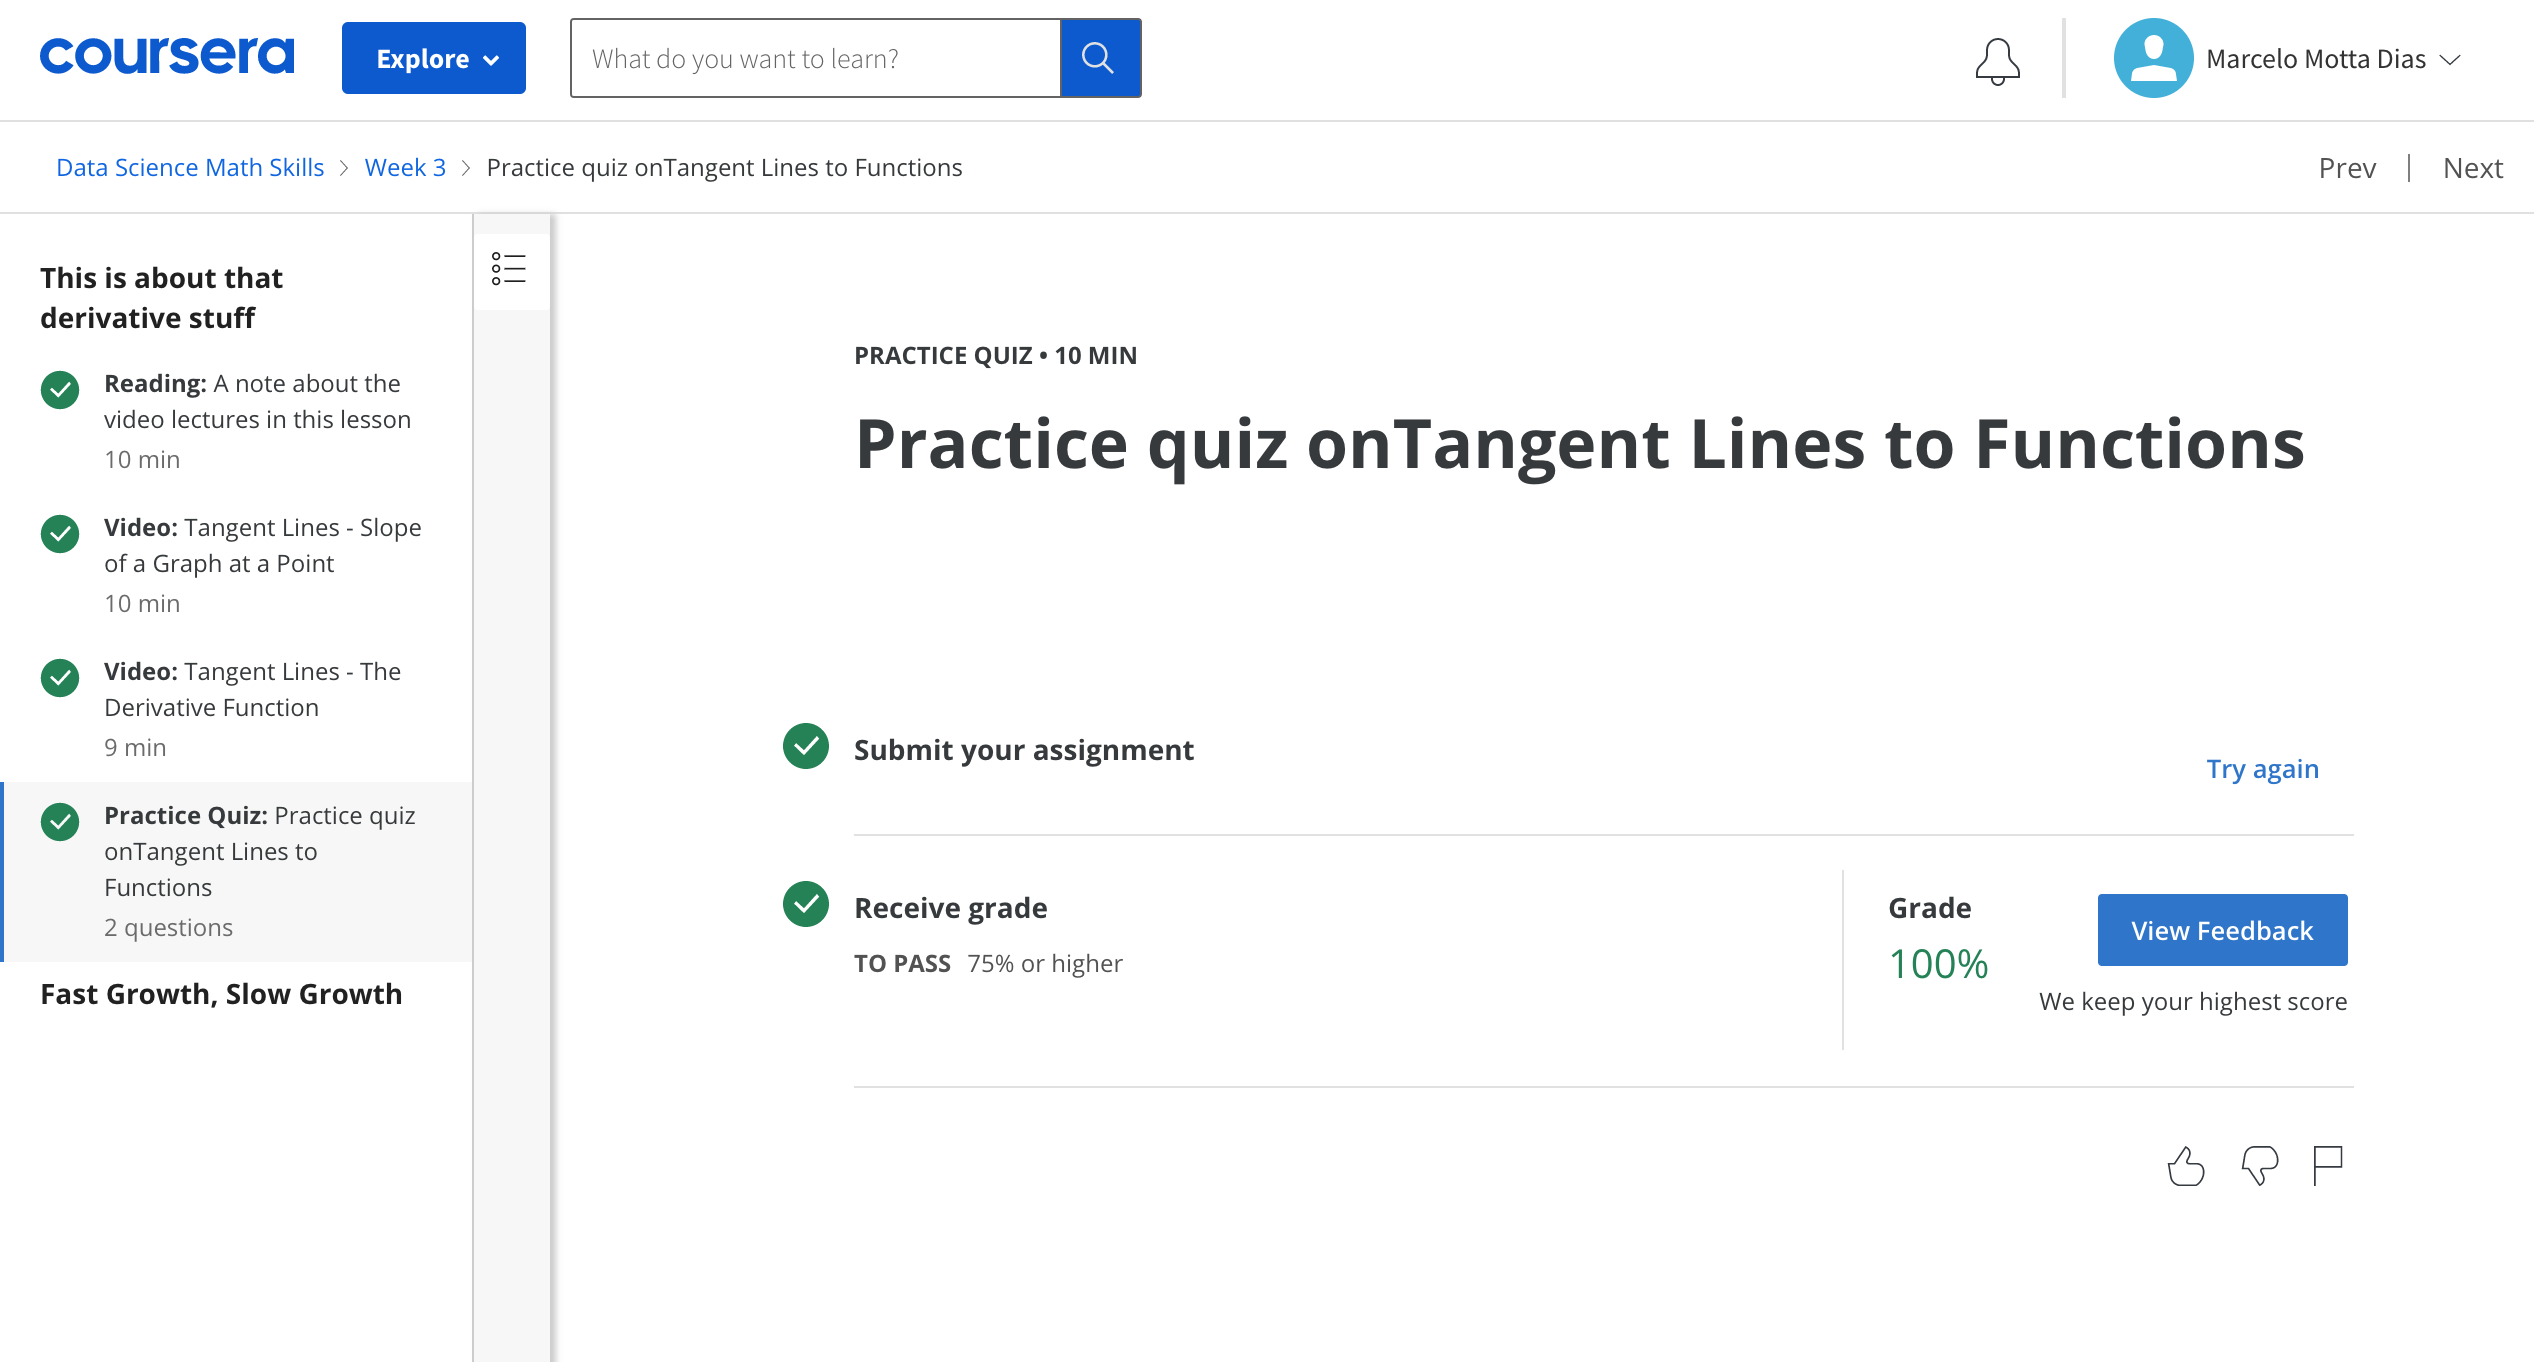 coursera
Explore
What do you want to learn?
Marcelo Motta Dias
Data Science Math Skills
Week 3
Practice quiz onTangent Lines to Functions
Prev
Next
This is about that
derivative stuff
Reading: A note about the
video lectures in this lesson
10 min
Video: Tangent Lines - Slope
of a Graph at a Point
10 min
Video: Tangent Lines - The
Derivative Function
9 min
Practice Quiz: Practice quiz
onTangent Lines to
Functions
2 questions
Fast Growth, Slow Growth
PRACTICE QUIZ • 10 MIN
Practice quiz onTangent Lines to Functions
Submit your assignment
Try again
Receive grade
TO PASS 75% or higher
Grade
100%
View Feedback
We keep your highest score